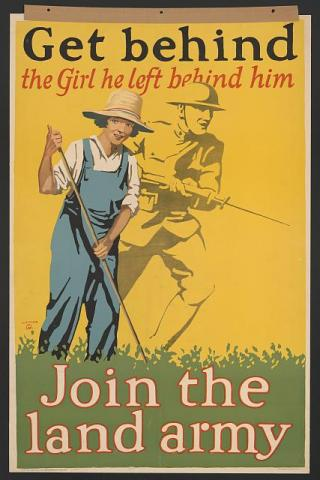 Get behind
the Girl he left behind him
Join the
land army